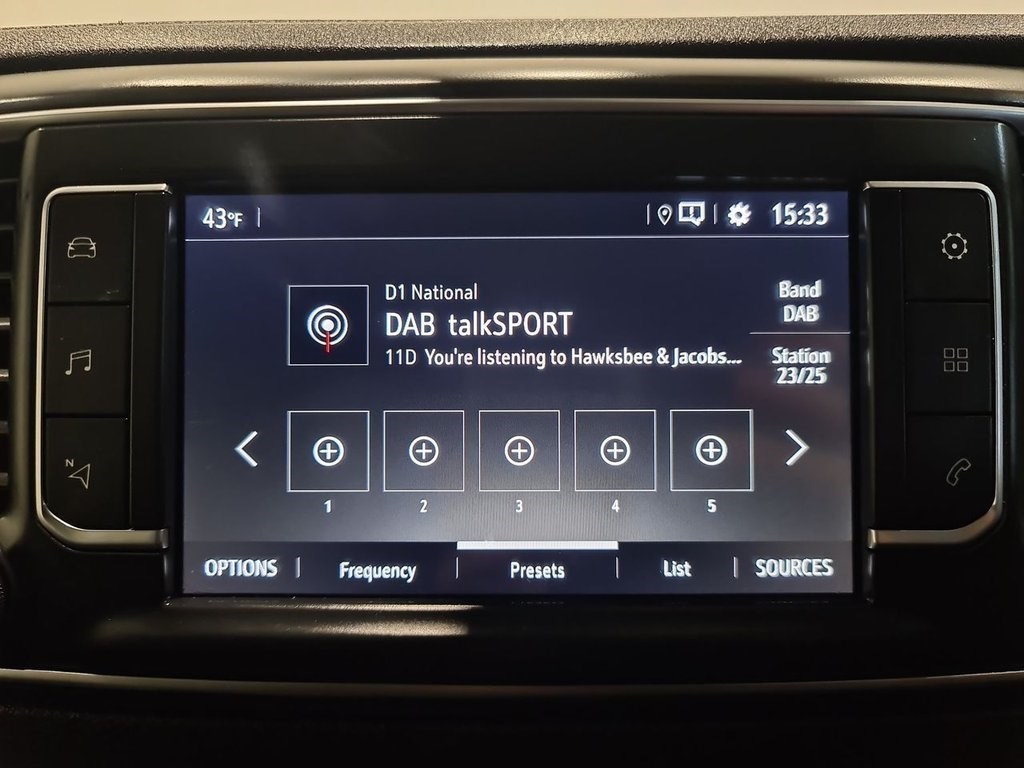 43°F
15:33
D1 National
DAB talkSPORT
11D You're listening to Hawksbee & Jacobs...
Band
DAB
Station
23/25
1 2 3 4 5
OPTIONS Frequency Presets List SOURCES
N